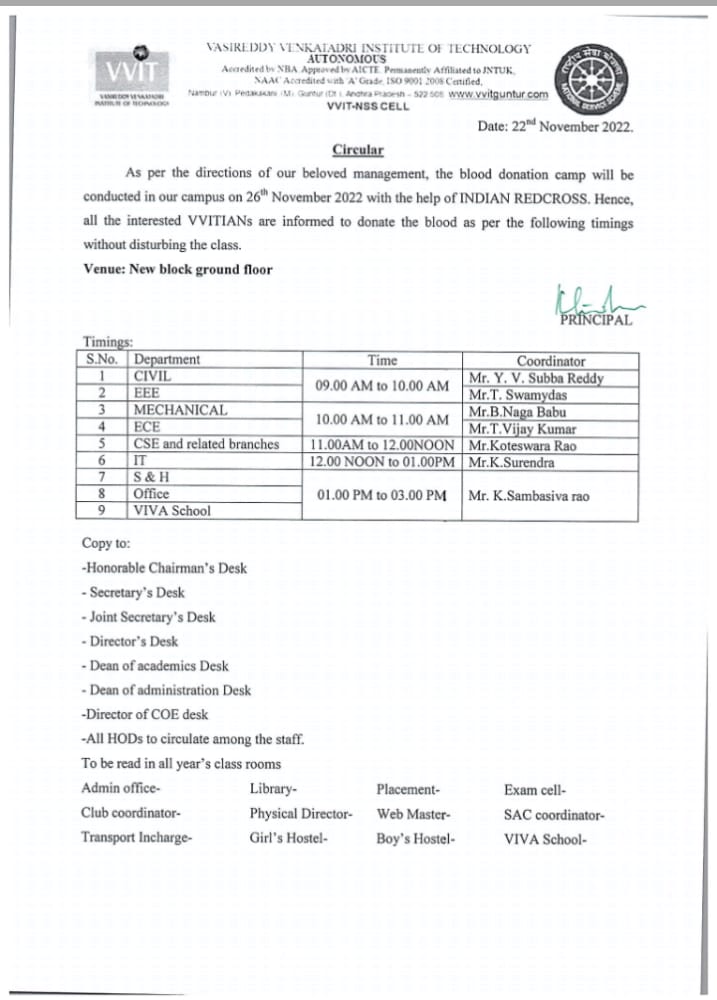 VVIT
VASIREDDY VENKATADRI
INSTITUTE OF TECHNOLOGY
VASIREDDY VENKATADRI INSTITUTE OF TECHNOLOGY
AUTONOMOUS
Accredited by NBA, Approved by AICTE, Permanently Affiliated to JNTUK,
NAAC Accredited with 'A' Grade, ISO 9001 2008 Certified,
Nambur (V), Pedakakani (M), Guntur (Dt.), Andhra Pradesh - 522 508 www.vvitguntur.com
VVIT-NSS CELL
राष्ट्रीय सेवा योजना
NATIONAL SERVICE SCHEME
Date: 22nd November 2022.
Circular
As per the directions of our beloved management, the blood donation camp will be
conducted in our campus on 26th November 2022 with the help of INDIAN REDCROSS. Hence,
all the interested VVITIANs are informed to donate the blood as per the following timings
without disturbing the class.
Venue: New block ground floor
PRINCIPAL
Timings:
S.No. Department Time Coordinator
1 CIVIL 09.00 AM to 10.00 AM Mr. Y. V. Subba Reddy
2 EEE Mr.T. Swamydas
3 MECHANICAL 10.00 AM to 11.00 AM Mr.B.Naga Babu
4 ECE Mr.T.Vijay Kumar
5 CSE and related branches 11.00AM to 12.00NOON Mr.Koteswara Rao
6 IT 12.00 NOON to 01.00PM Mr.K.Surendra
7 S & H
8 Office 01.00 PM to 03.00 PM Mr. K.Sambasiva rao
9 VIVA School
Copy to:
-Honorable Chairman's Desk
- Secretary's Desk
- Joint Secretary's Desk
- Director's Desk
- Dean of academics Desk
- Dean of administration Desk
-Director of COE desk
-All HODs to circulate among the staff.
To be read in all year's class rooms
Admin office- Library- Placement- Exam cell-
Club coordinator- Physical Director- Web Master- SAC coordinator-
Transport Incharge- Girl's Hostel- Boy's Hostel- VIVA School-